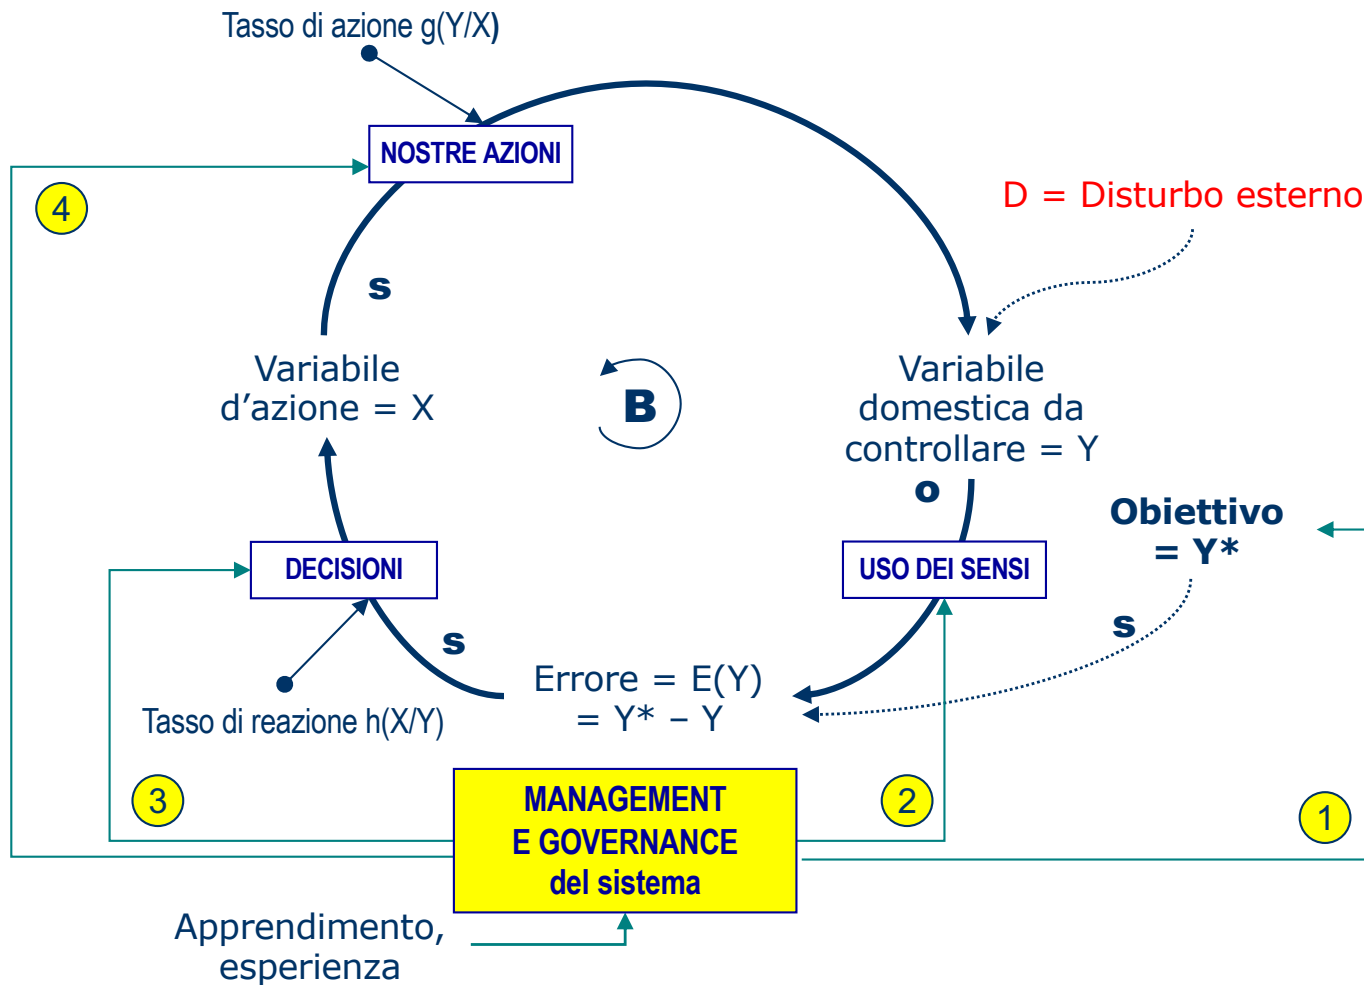 Tasso di azione g(Y/X)
NOSTRE AZIONI
4
D = Disturbo esterno
s
Variabile
d’azione = X
B
Variabile
domestica da
controllare = Y
o
Obiettivo
= Y*
DECISIONI
USO DEI SENSI
s
s
Errore = E(Y)
= Y* – Y
Tasso di reazione h(X/Y)
3
MANAGEMENT
E GOVERNANCE
del sistema
2
1
Apprendimento,
esperienza